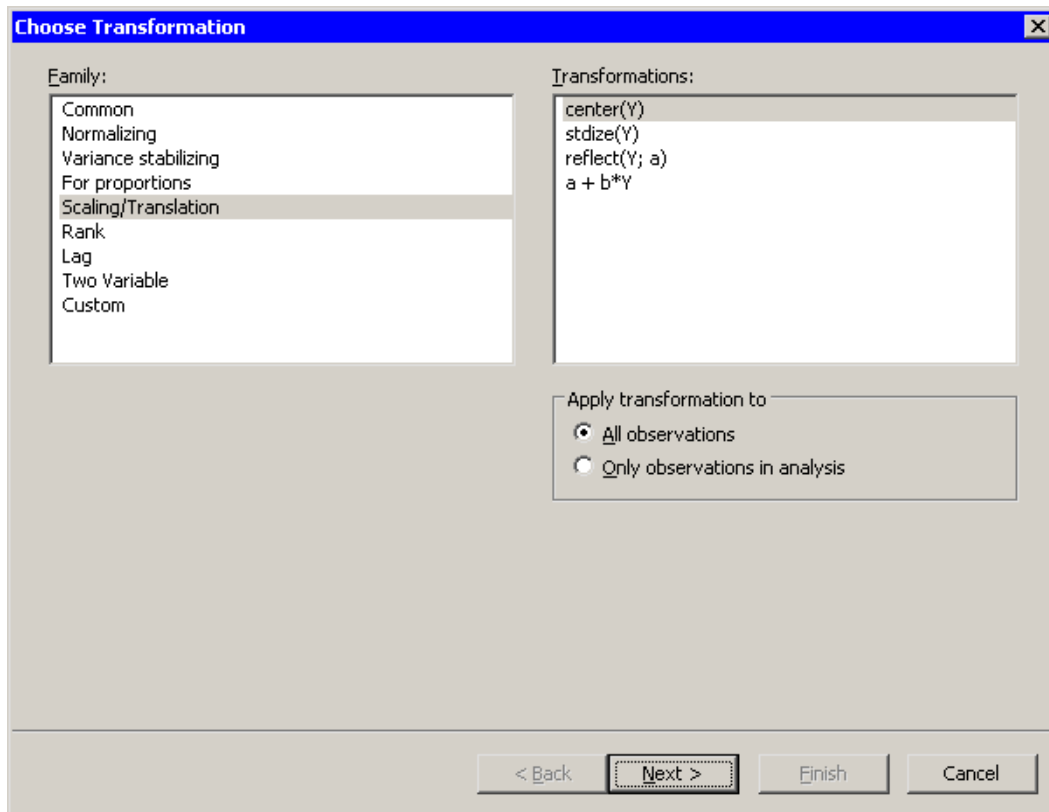 Choose Transformation
Family:
Common
Normalizing
Variance stabilizing
For proportions
Scaling/Translation
Rank
Lag
Two Variable
Custom
Transformations:
center(Y)
stdize(Y)
reflect(Y; a)
a + b*Y
Apply transformation to
All observations
Only observations in analysis
< Back
Next >
Finish
Cancel